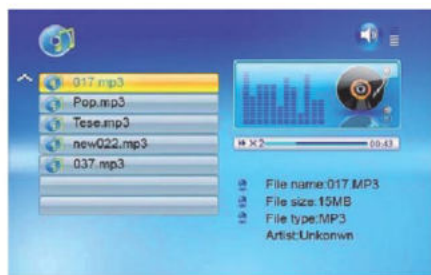 017.mp3
Pop.mp3
Tese.mp3
new022.mp3
037.mp3
X2
00:43
File name:017.MP3
File size:15MB
File type:MP3
Artist:Unkonwn